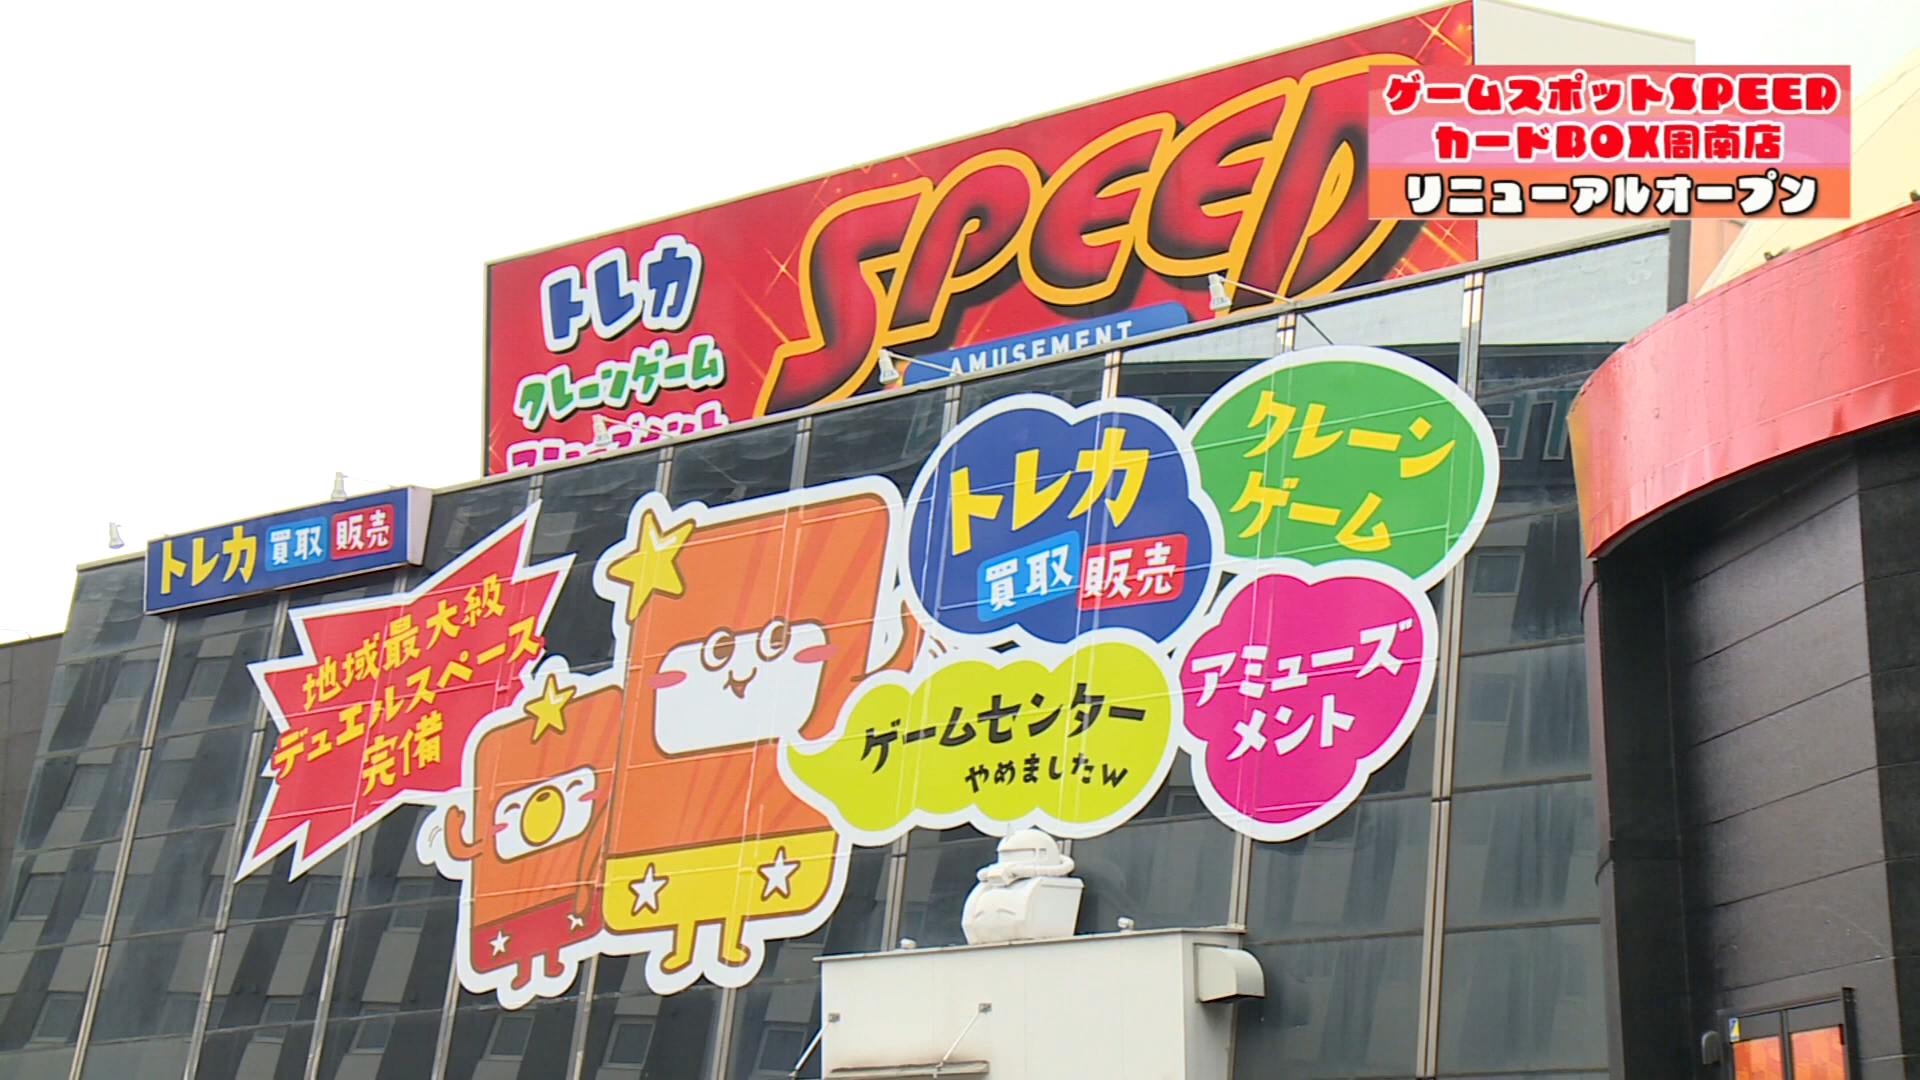 ゲームスポットSPEED
カードBOX周南店
リニューアルオープン
SPEED
AMUSEMENT
トレカ
クレーンゲーム
トレカ 買取 販売
地域最大級
デュエルスペース
完備
トレカ
買取 販売
クレーン
ゲーム
ゲームセンター
やめましたw
アミューズ
メント